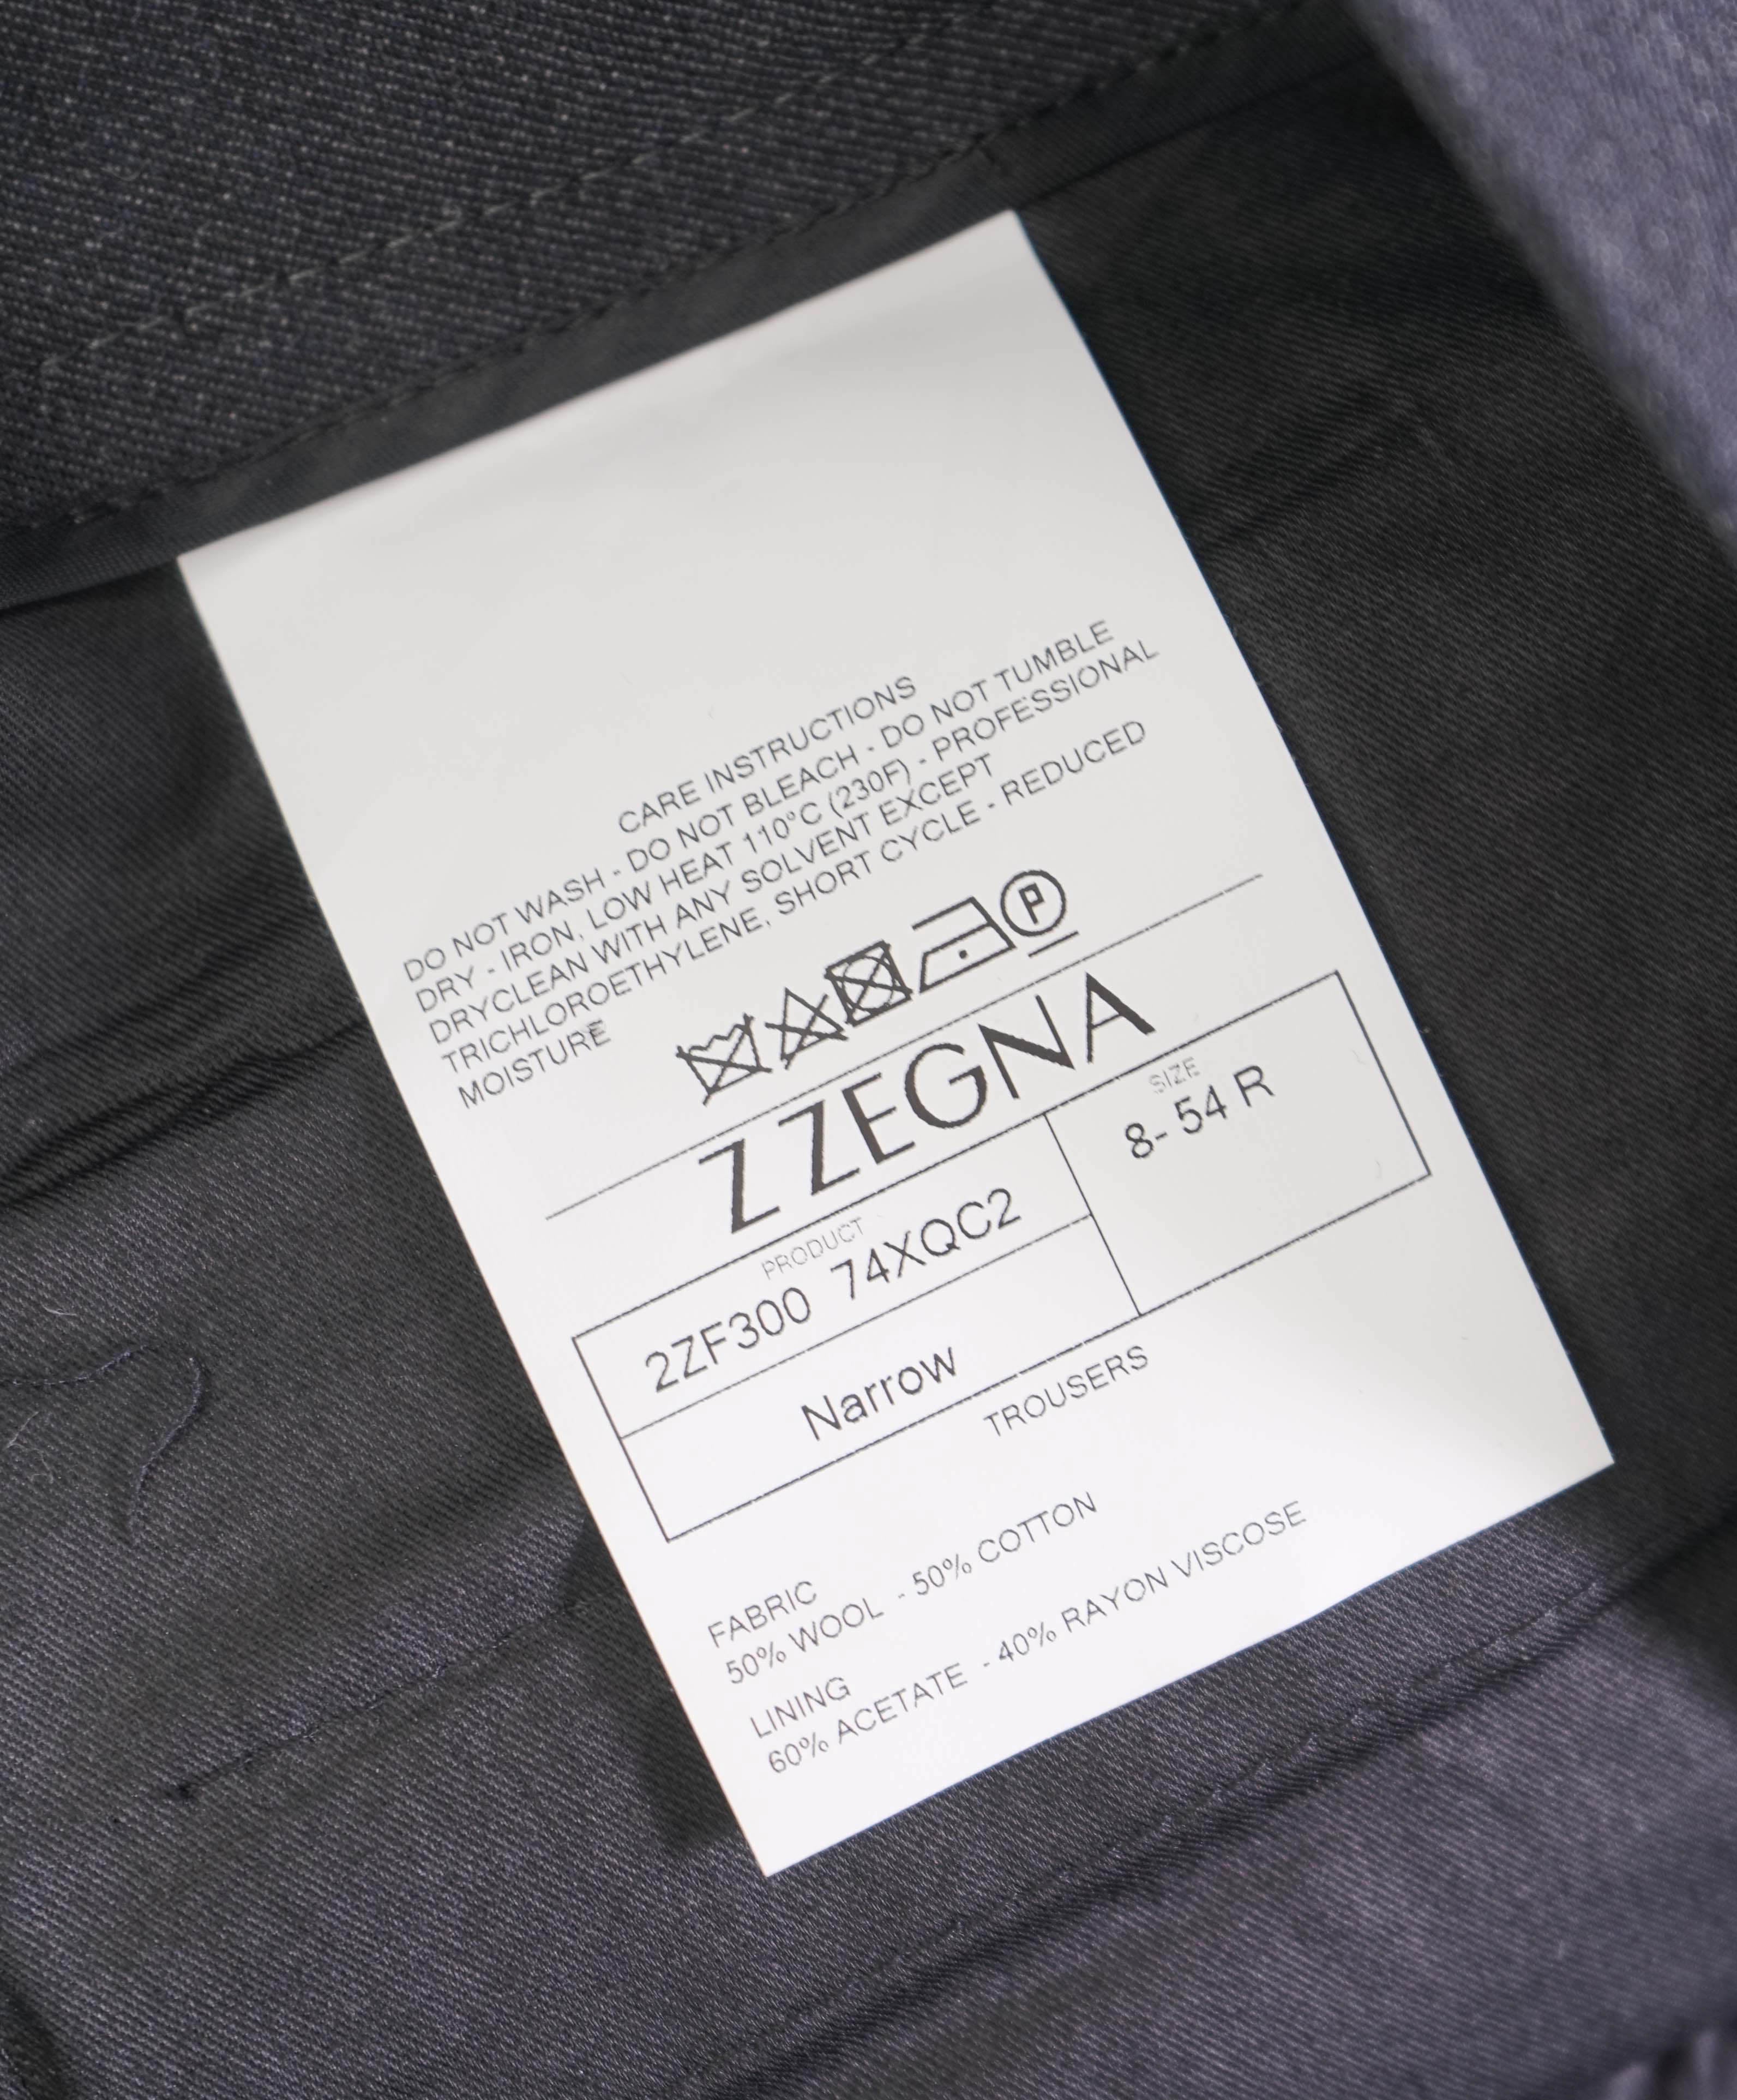 CARE INSTRUCTIONS
DO NOT WASH - DO NOT BLEACH - DO NOT TUMBLE
DRY - IRON, LOW HEAT 110°C (230F) - PROFESSIONAL
DRYCLEAN WITH ANY SOLVENT EXCEPT
TRICHLOROETHYLENE, SHORT CYCLE - REDUCED
MOISTURE
P
Z ZEGNA
PRODUCT
2ZF300 74XQC2
SIZE
8- 54 R
Narrow
TROUSERS
FABRIC
50% WOOL - 50% COTTON
LINING
60% ACETATE - 40% RAYON VISCOSE